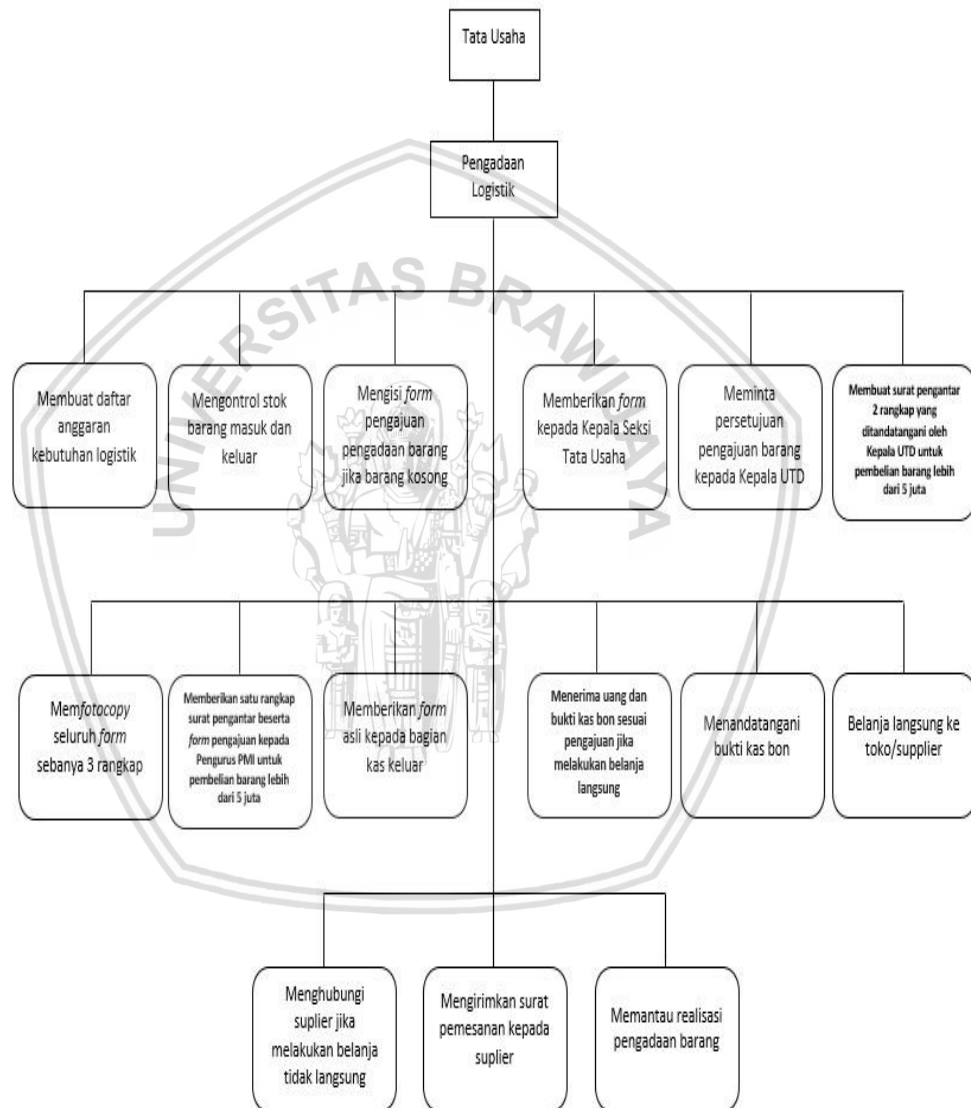 Tata Usaha
Pengadaan
Logistik
UNIVERSITAS BRAWIJAYA
Membuat daftar
anggaran
kebutuhan logistik
Mengontrol stok
barang masuk dan
keluar
Mengisi form
pengajuan
pengadaan barang
jika barang kosong
Memberikan form
kepada Kepala Seksi
Tata Usaha
Meminta
persetujuan
pengajuan barang
kepada Kepala UTD
Membuat surat pengantar
2 rangkap yang
ditandatangani oleh
Kepala UTD untuk
pembelian barang lebih
dari 5 juta
Memfotocopy
seluruh form
sebanya 3 rangkap
Memberikan satu rangkap
surat pengantar beserta
form pengajuan kepada
Pengurus PMI untuk
pembelian barang lebih
dari 5 juta
Memberikan form
asli kepada bagian
kas keluar
Menerima uang dan
bukti kas bon sesuai
pengajuan jika
melakukan belanja
langsung
Menandatangani
bukti kas bon
Belanja langsung ke
toko/supplier
Menghubungi
suplier jika
melakukan belanja
tidak langsung
Mengirimkan surat
pemesanan kepada
suplier
Memantau realisasi
pengadaan barang